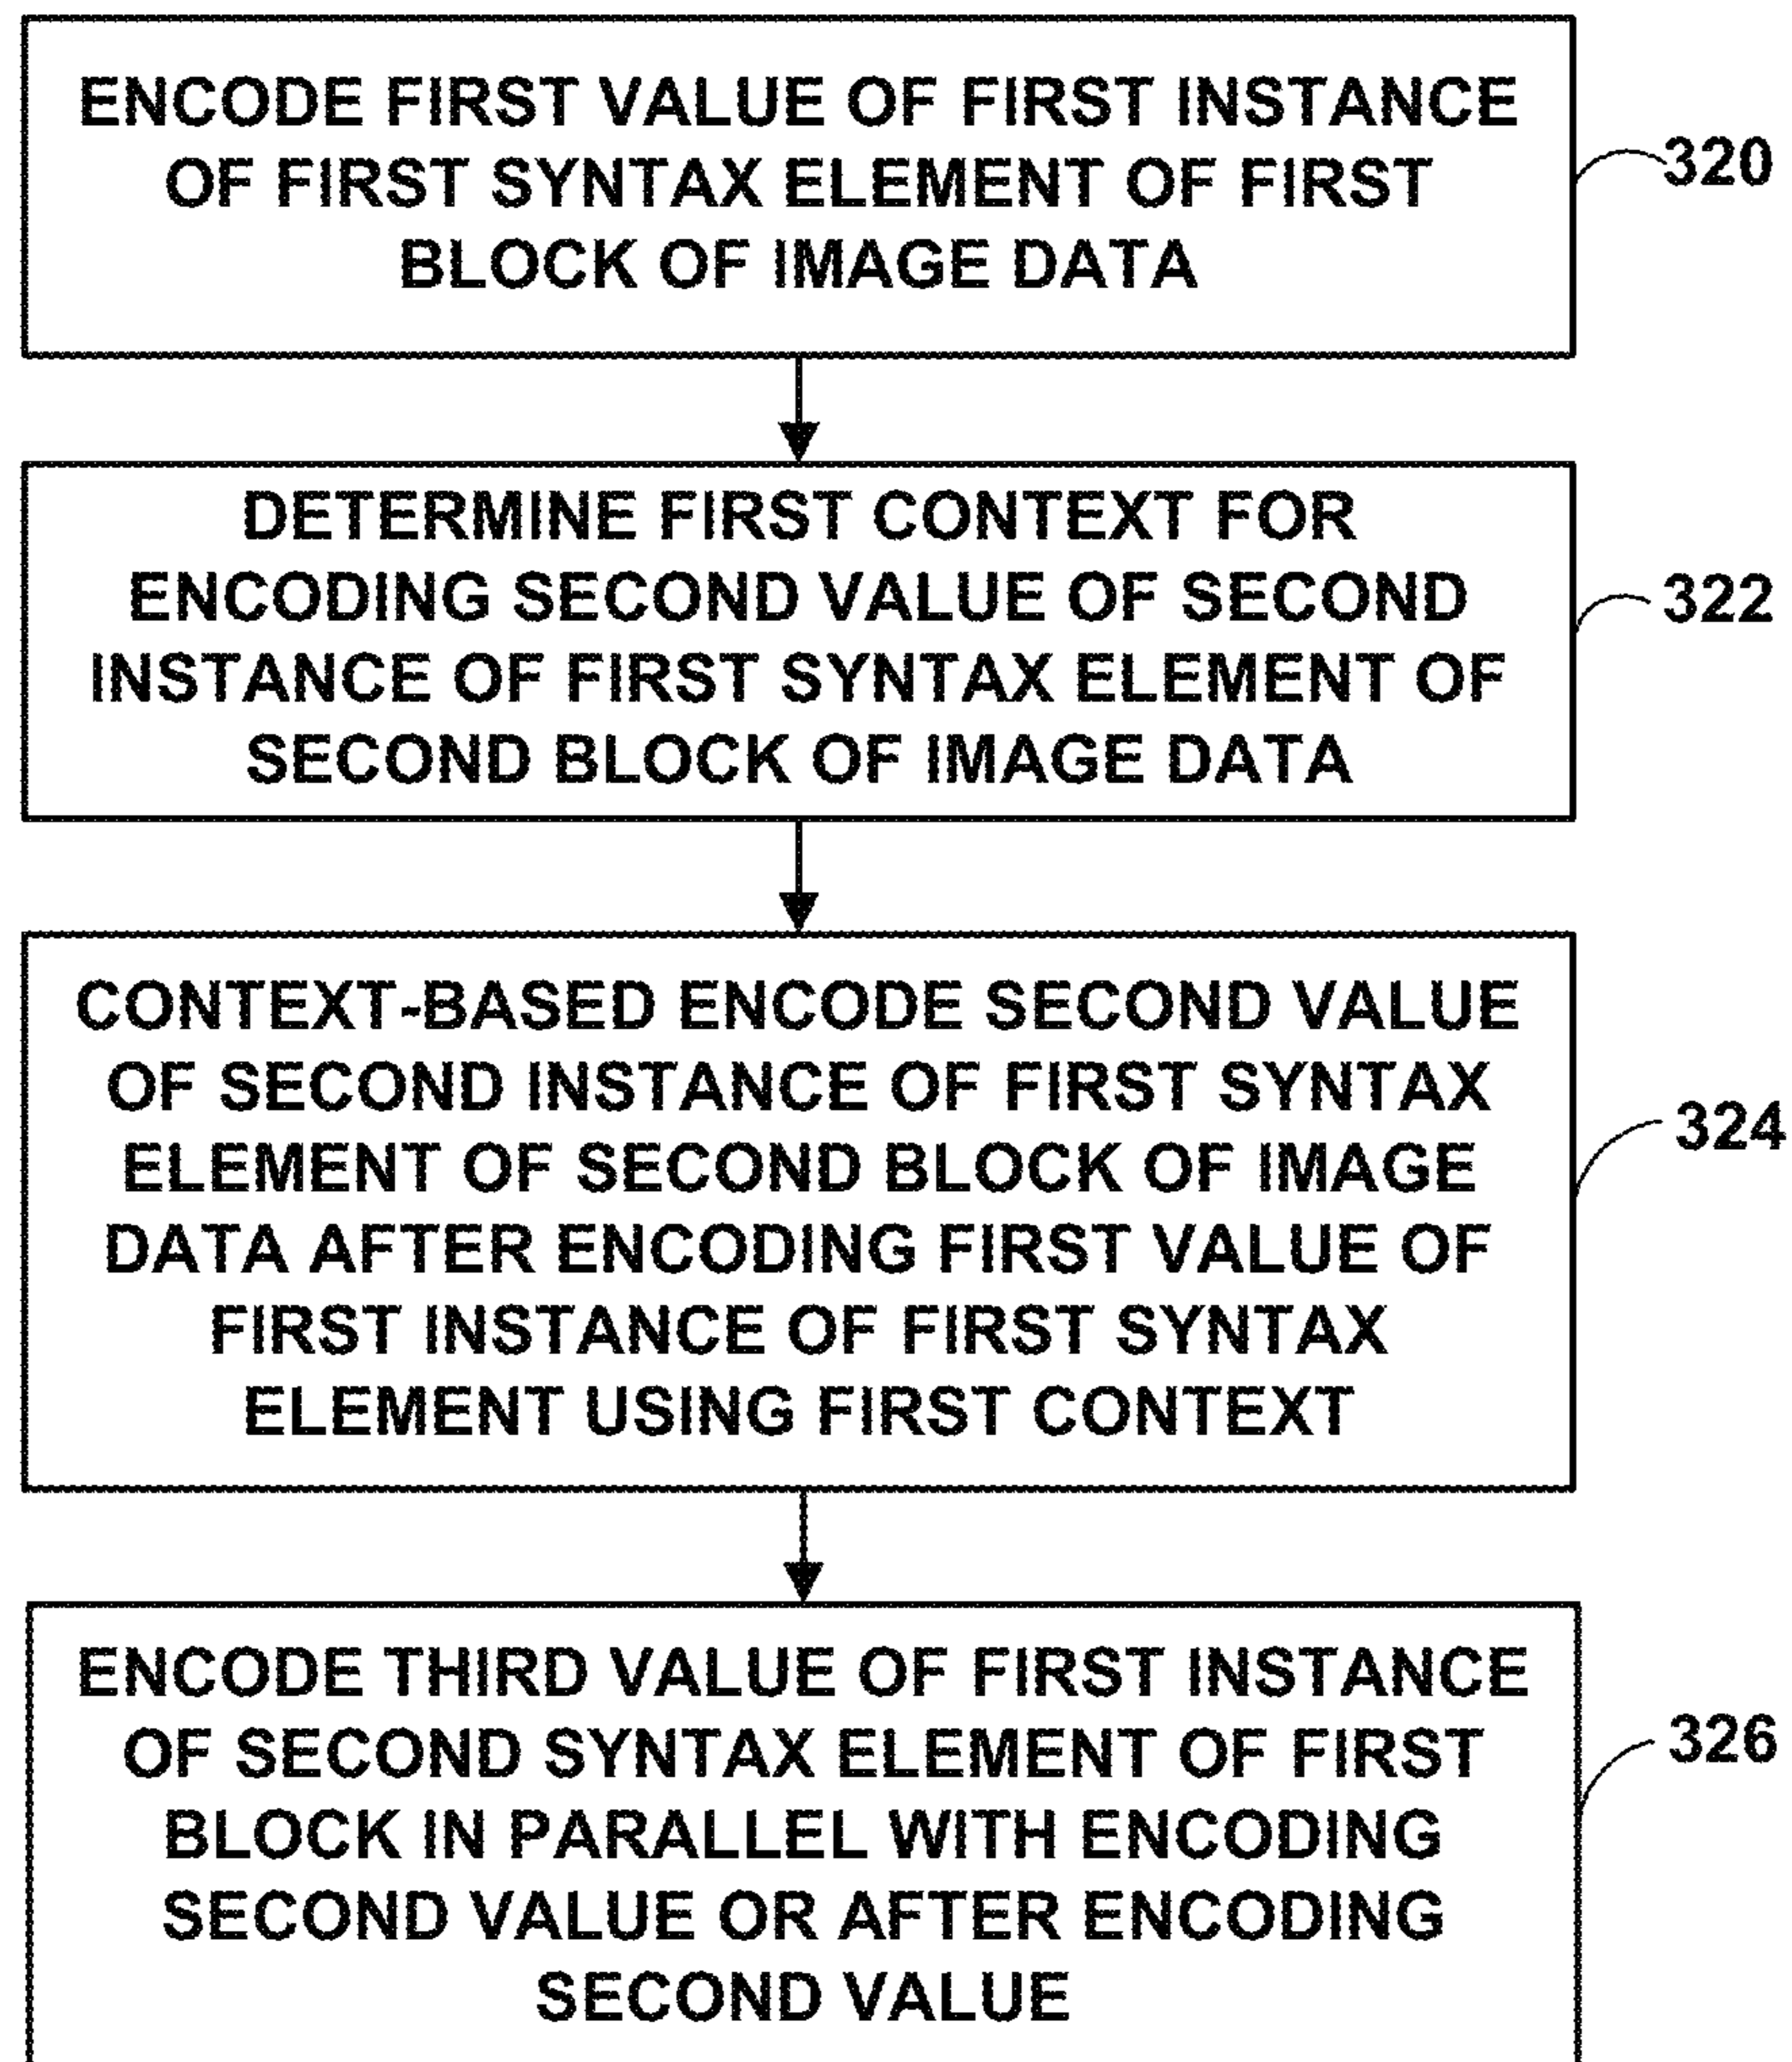 ENCODE FIRST VALUE OF FIRST INSTANCE
OF FIRST SYNTAX ELEMENT OF FIRST
BLOCK OF IMAGE DATA
320
DETERMINE FIRST CONTEXT FOR
ENCODING SECOND VALUE OF SECOND
INSTANCE OF FIRST SYNTAX ELEMENT OF
SECOND BLOCK OF IMAGE DATA
322
CONTEXT-BASED ENCODE SECOND VALUE
OF SECOND INSTANCE OF FIRST SYNTAX
ELEMENT OF SECOND BLOCK OF IMAGE
DATA AFTER ENCODING FIRST VALUE OF
FIRST INSTANCE OF FIRST SYNTAX
ELEMENT USING FIRST CONTEXT
324
ENCODE THIRD VALUE OF FIRST INSTANCE
OF SECOND SYNTAX ELEMENT OF FIRST
BLOCK IN PARALLEL WITH ENCODING
SECOND VALUE OR AFTER ENCODING
SECOND VALUE
326